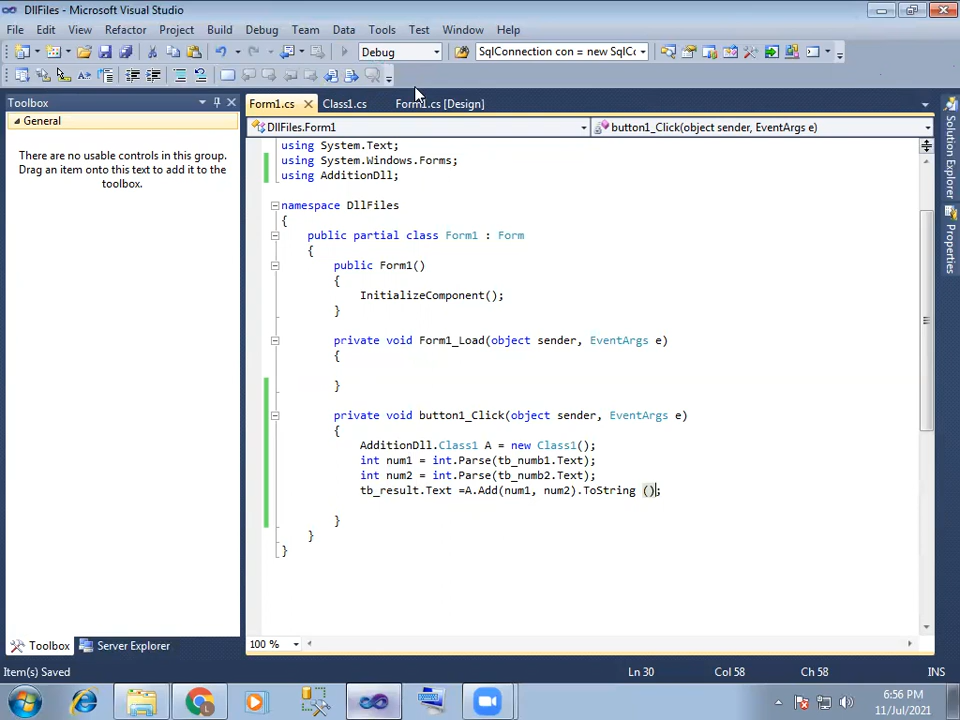 DllFiles - Microsoft Visual Studio
File Edit View Refactor Project Build Debug Team Data Tools Test Window Help
Debug SqlConnection con = new SqlCo
Toolbox
General
There are no usable controls in this group.
Drag an item onto this text to add it to the
toolbox.
Toolbox Server Explorer
Form1.cs Class1.cs Form1.cs [Design]
DllFiles.Form1 button1_Click(object sender, EventArgs e)
using System.Text;
using System.Windows.Forms;
using AdditionDll;
namespace DllFiles
{
public partial class Form1 : Form
{
public Form1()
{
InitializeComponent();
}
private void Form1_Load(object sender, EventArgs e)
{
}
private void button1_Click(object sender, EventArgs e)
{
AdditionDll.Class1 A = new Class1();
int num1 = int.Parse(tb_numb1.Text);
int num2 = int.Parse(tb_numb2.Text);
tb_result.Text =A.Add(num1, num2).ToString ();
}
}
}
100 %
Solution Explorer
Properties
Item(s) Saved Ln 30 Col 58 Ch 58 INS
6:56 PM
11/Jul/2021